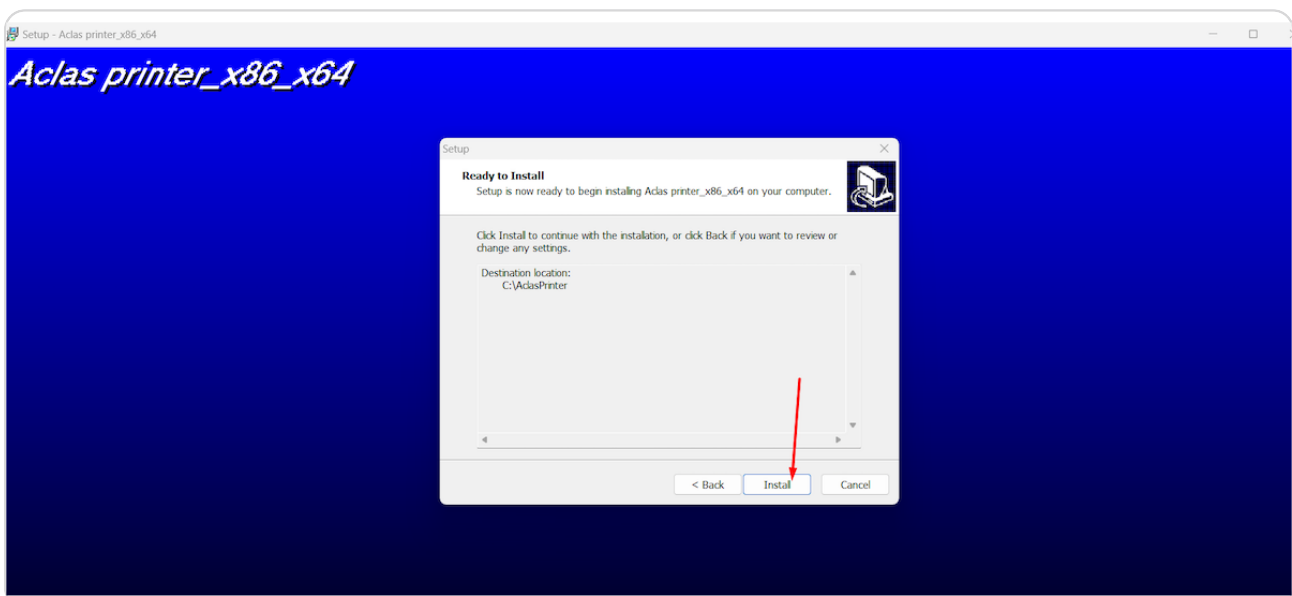 Setup - Aclas printer_x86_x64
Aclas printer_x86_x64
Setup
Ready to Install
Setup is now ready to begin installing Aclas printer_x86_x64 on your computer.
Click Install to continue with the installation, or click Back if you want to review or
change any settings.
Destination location:
C:\AclasPrinter
< Back Install Cancel